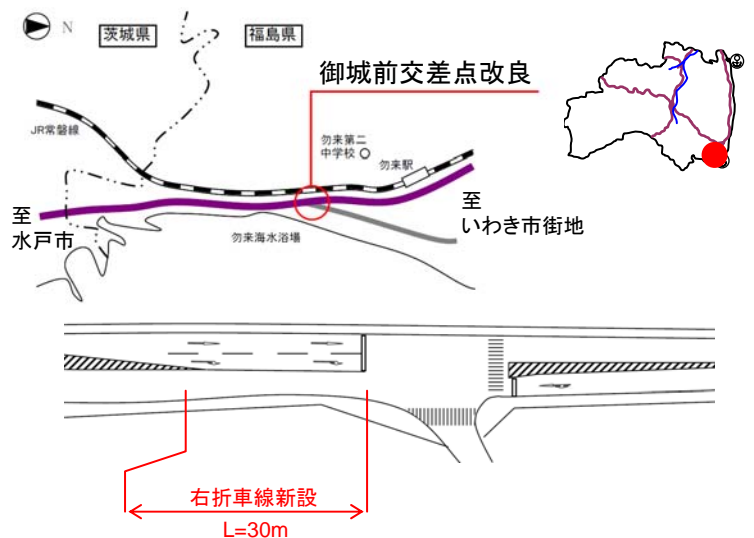 N
茨城県
福島県
御城前交差点改良
JR常磐線
勿来第二
中学校
勿来駅
至
水戸市
至
いわき市街地
勿来海水浴場
右折車線新設
L=30m